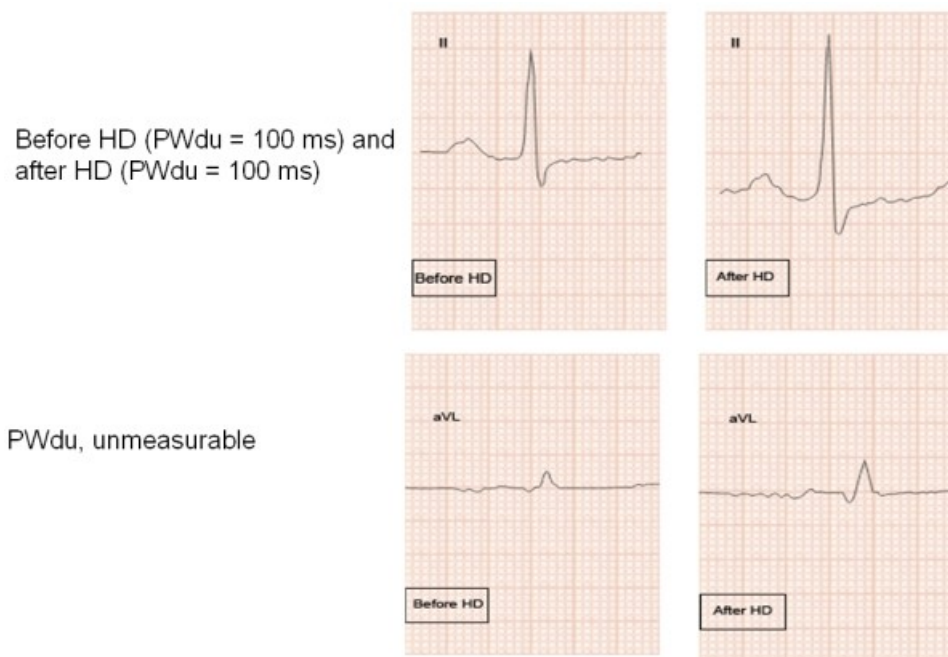 II
II
Before HD (PWdu = 100 ms) and
after HD (PWdu = 100 ms)
Before HD
After HD
aVL
aVL
PWdu, unmeasurable
Before HD
After HD